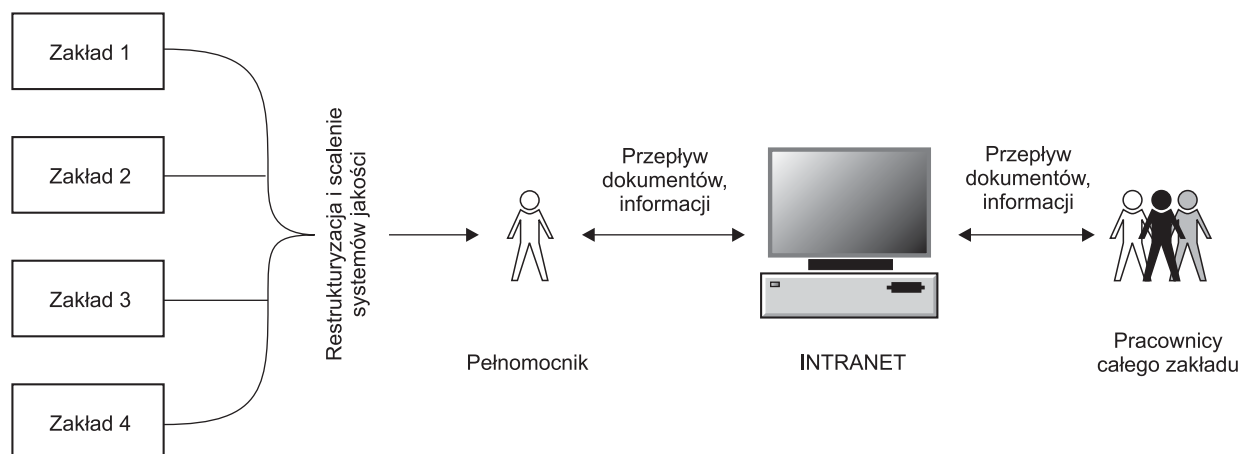 Zakład 1
Zakład 2
Zakład 3
Zakład 4
Restrukturyzacja i scalenie
systemów jakości
Pełnomocnik
Przepływ
dokumentów,
informacji
INTRANET
Przepływ
dokumentów,
informacji
Pracownicy
całego zakładu